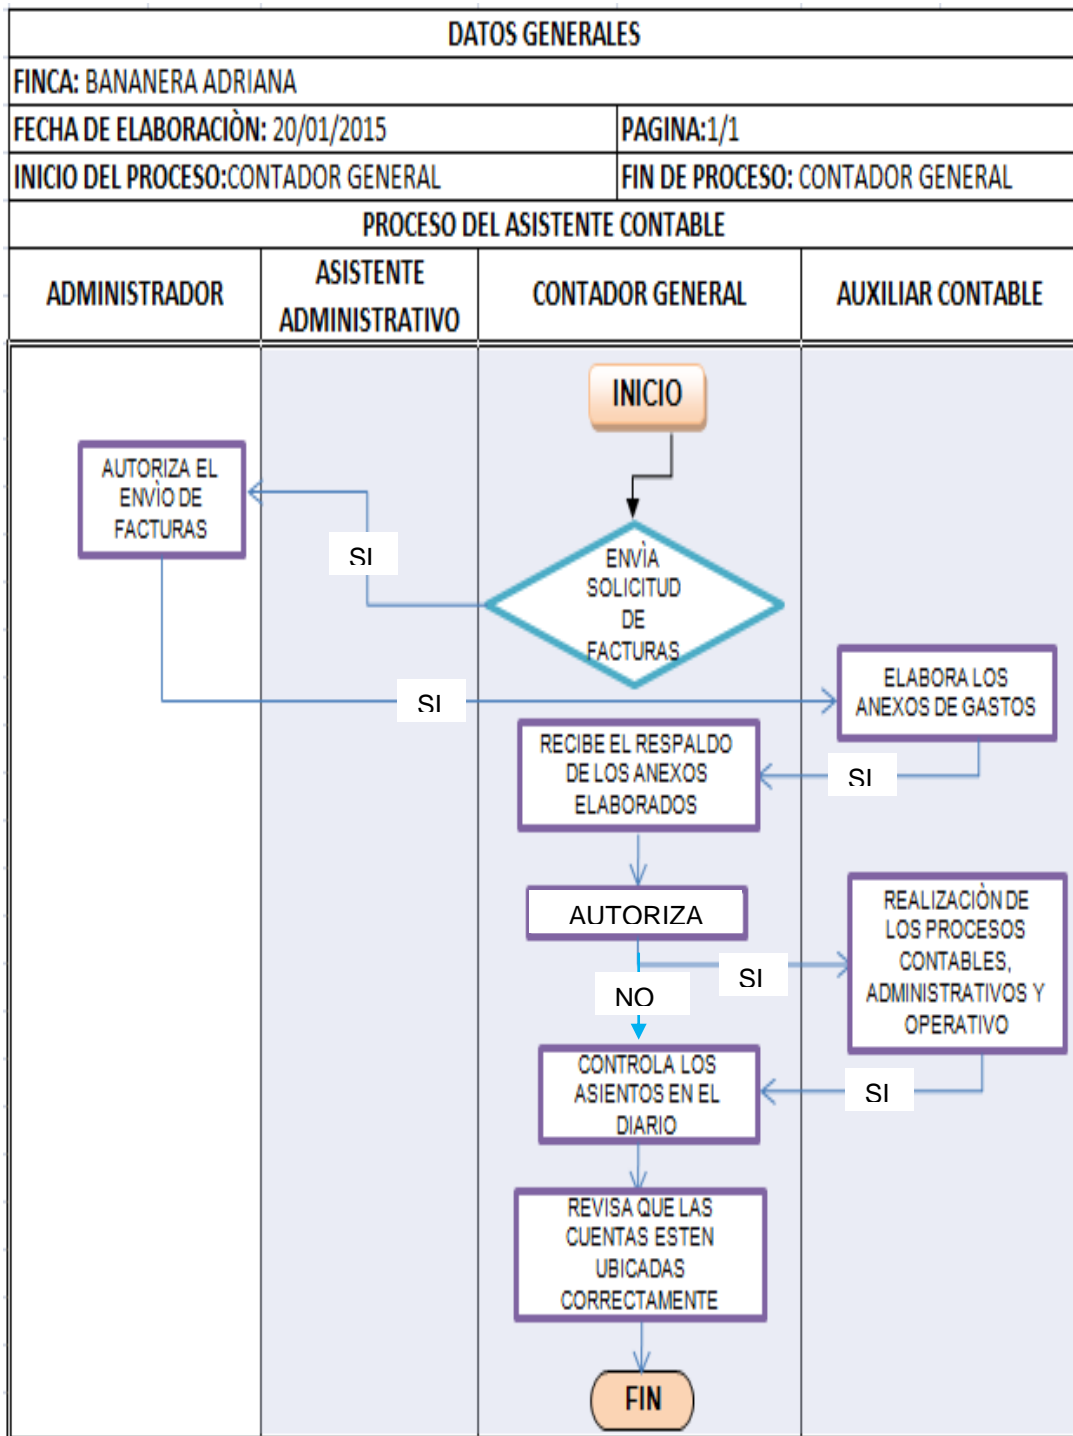 DATOS GENERALES
FINCA: BANANERA ADRIANA
FECHA DE ELABORACIÒN: 20/01/2015
PAGINA:1/1
INICIO DEL PROCESO:CONTADOR GENERAL
FIN DE PROCESO: CONTADOR GENERAL
PROCESO DEL ASISTENTE CONTABLE
ADMINISTRADOR
ASISTENTE
ADMINISTRATIVO
CONTADOR GENERAL
AUXILIAR CONTABLE
INICIO
AUTORIZA EL
ENVÌO DE
FACTURAS
SI
ENVÌA
SOLICITUD
DE
FACTURAS
SI
ELABORA LOS
ANEXOS DE GASTOS
RECIBE EL RESPALDO
DE LOS ANEXOS
ELABORADOS
SI
AUTORIZA
REALIZACIÒN DE
LOS PROCESOS
CONTABLES,
ADMINISTRATIVOS Y
OPERATIVO
SI
NO
CONTROLA LOS
ASIENTOS EN EL
DIARIO
SI
REVISA QUE LAS
CUENTAS ESTEN
UBICADAS
CORRECTAMENTE
FIN